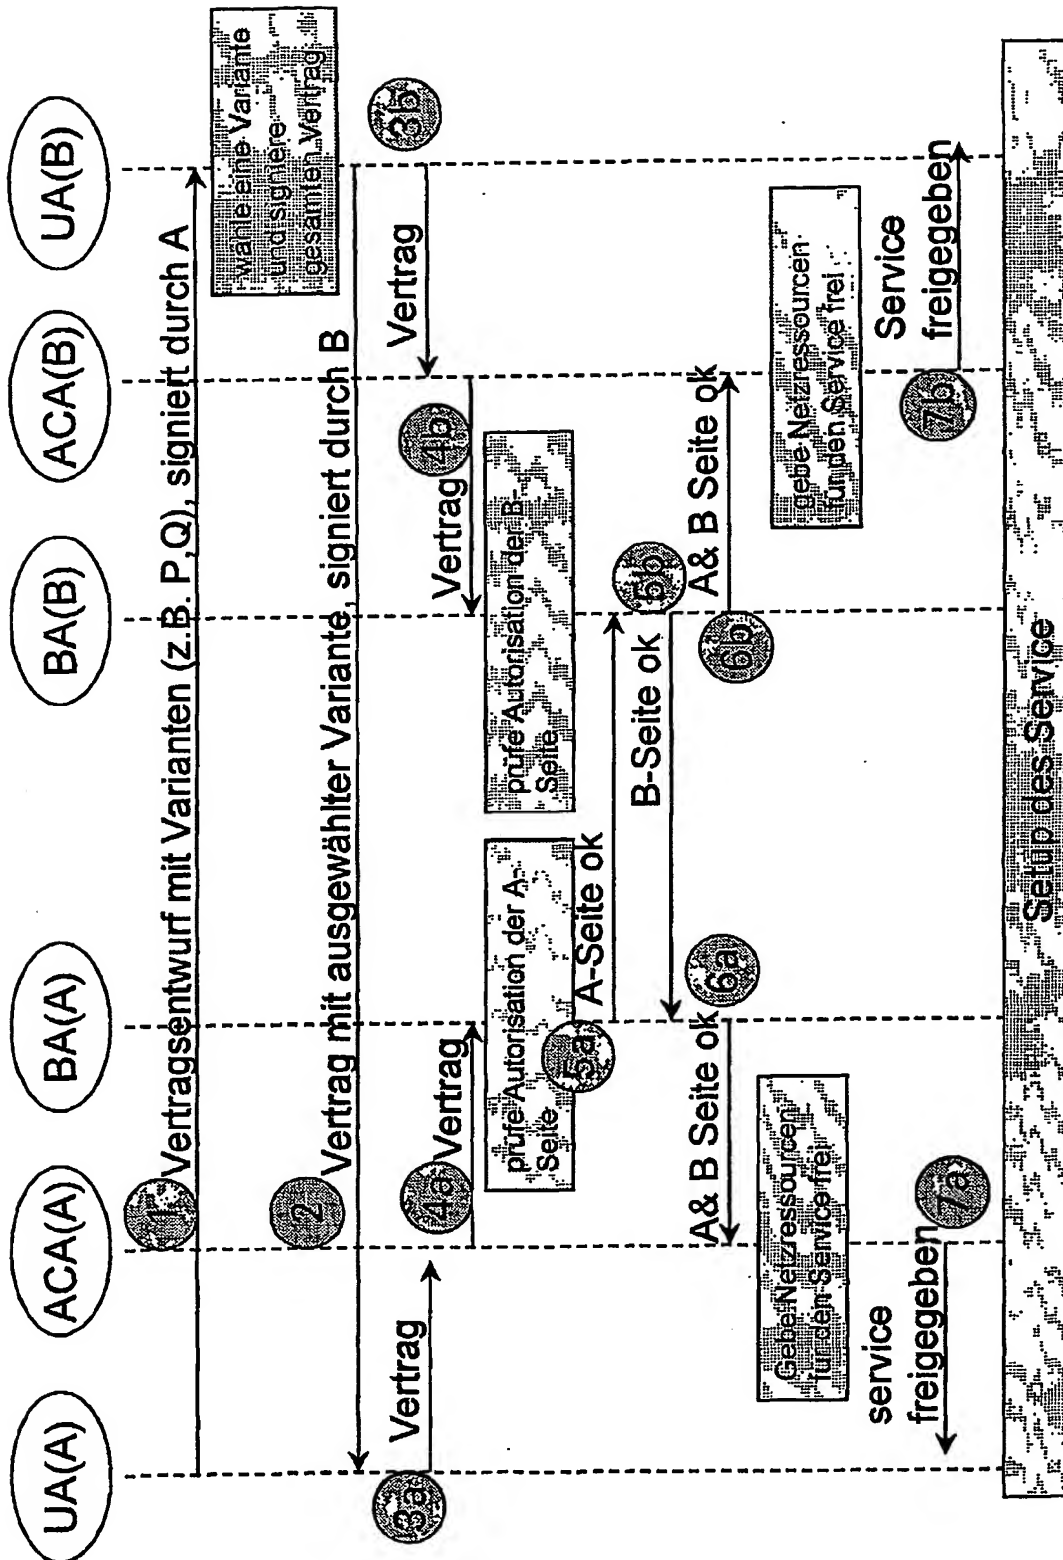 UA(A)
ACA(A)
BA(A)
BA(B)
ACA(B)
UA(B)
1
Vertragsentwurf mit Varianten (z.B. P,Q), signiert durch A
wähle eine Variante
und signiere
gesamten Vertrag
2
Vertrag mit ausgewählter Variante, signiert durch B
3a
Vertrag
3b
Vertrag
4a
Vertrag
4b
Vertrag
prüfe Autorisation der A-
Seite
prüfe Autorisation der B-
Seite
5a
A-Seite ok
5b
B-Seite ok
6a
A& B Seite ok
6b
A& B Seite ok
Gebe Netzressourcen
für den Service frei
gebe Netzressourcen
für den Service frei
service
freigegeben
7a
7b
Service
freigegeben
Setup des Service